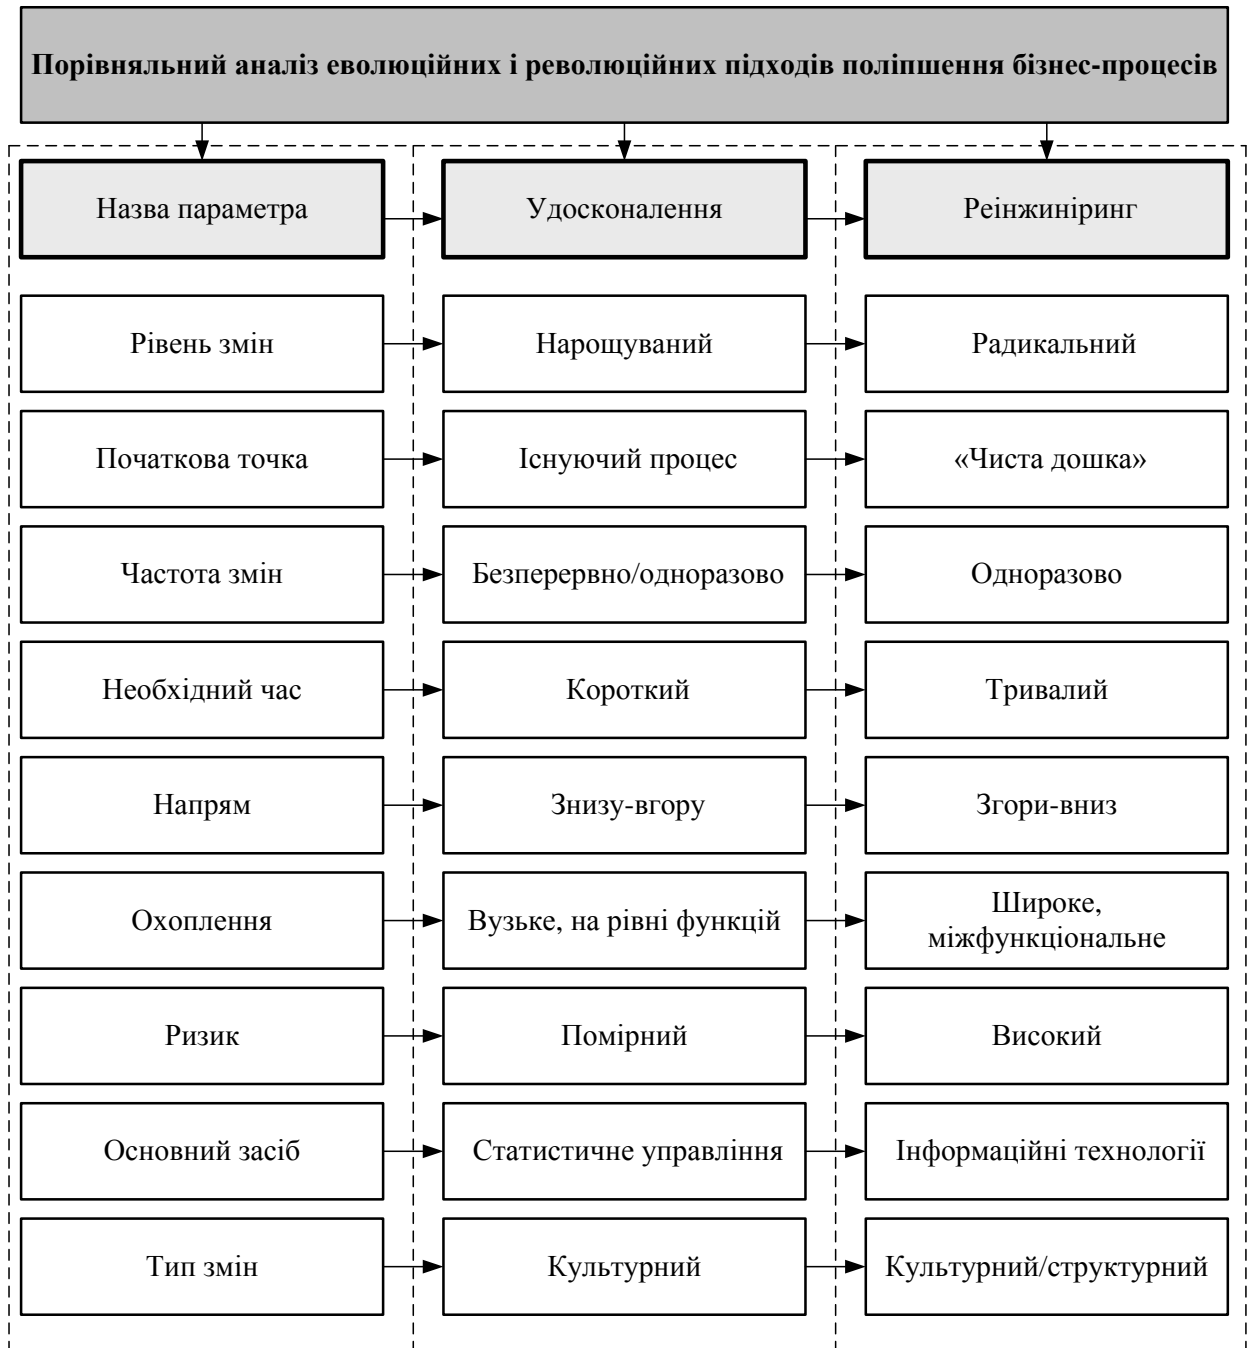 Порівняльний аналіз еволюційних і революційних підходів поліпшення бізнес-процесів
Назва параметра
Удосконалення
Реінжиніринг
Рівень змін
Нарощуваний
Радикальний
Початкова точка
Існуючий процес
«Чиста дошка»
Частота змін
Безперервно/одноразово
Одноразово
Необхідний час
Короткий
Тривалий
Напрям
Знизу-вгору
Згори-вниз
Охоплення
Вузьке, на рівні функцій
Широке,
міжфункціональне
Ризик
Помірний
Високий
Основний засіб
Статистичне управління
Інформаційні технології
Тип змін
Культурний
Культурний/структурний